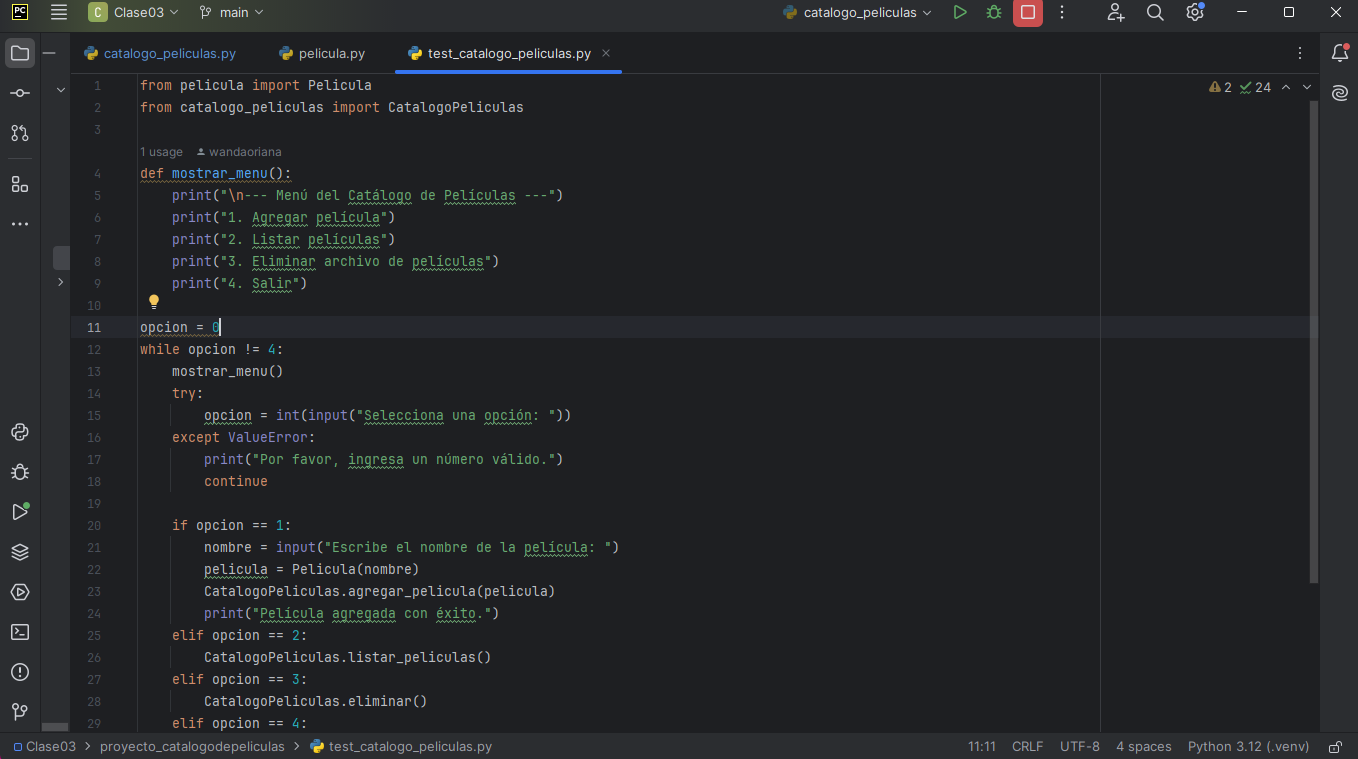 PC
C Clase03 main catalogo_peliculas
catalogo_peliculas.py pelicula.py test_catalogo_peliculas.py
2 24
1 from pelicula import Pelicula
2 from catalogo_peliculas import CatalogoPeliculas
3
1 usage wandaoriana
4 def mostrar_menu():
5 print("\n--- Menú del Catálogo de Películas ---")
6 print("1. Agregar película")
7 print("2. Listar películas")
8 print("3. Eliminar archivo de películas")
9 print("4. Salir")
10
11 opcion = 0
12 while opcion != 4:
13 mostrar_menu()
14 try:
15 opcion = int(input("Selecciona una opción: "))
16 except ValueError:
17 print("Por favor, ingresa un número válido.")
18 continue
19
20 if opcion == 1:
21 nombre = input("Escribe el nombre de la película: ")
22 pelicula = Pelicula(nombre)
23 CatalogoPeliculas.agregar_pelicula(pelicula)
24 print("Película agregada con éxito.")
25 elif opcion == 2:
26 CatalogoPeliculas.listar_peliculas()
27 elif opcion == 3:
28 CatalogoPeliculas.eliminar()
29 elif opcion == 4:
Clase03 > proyecto_catalogodepeliculas > test_catalogo_peliculas.py 11:11 CRLF UTF-8 4 spaces Python 3.12 (.venv)